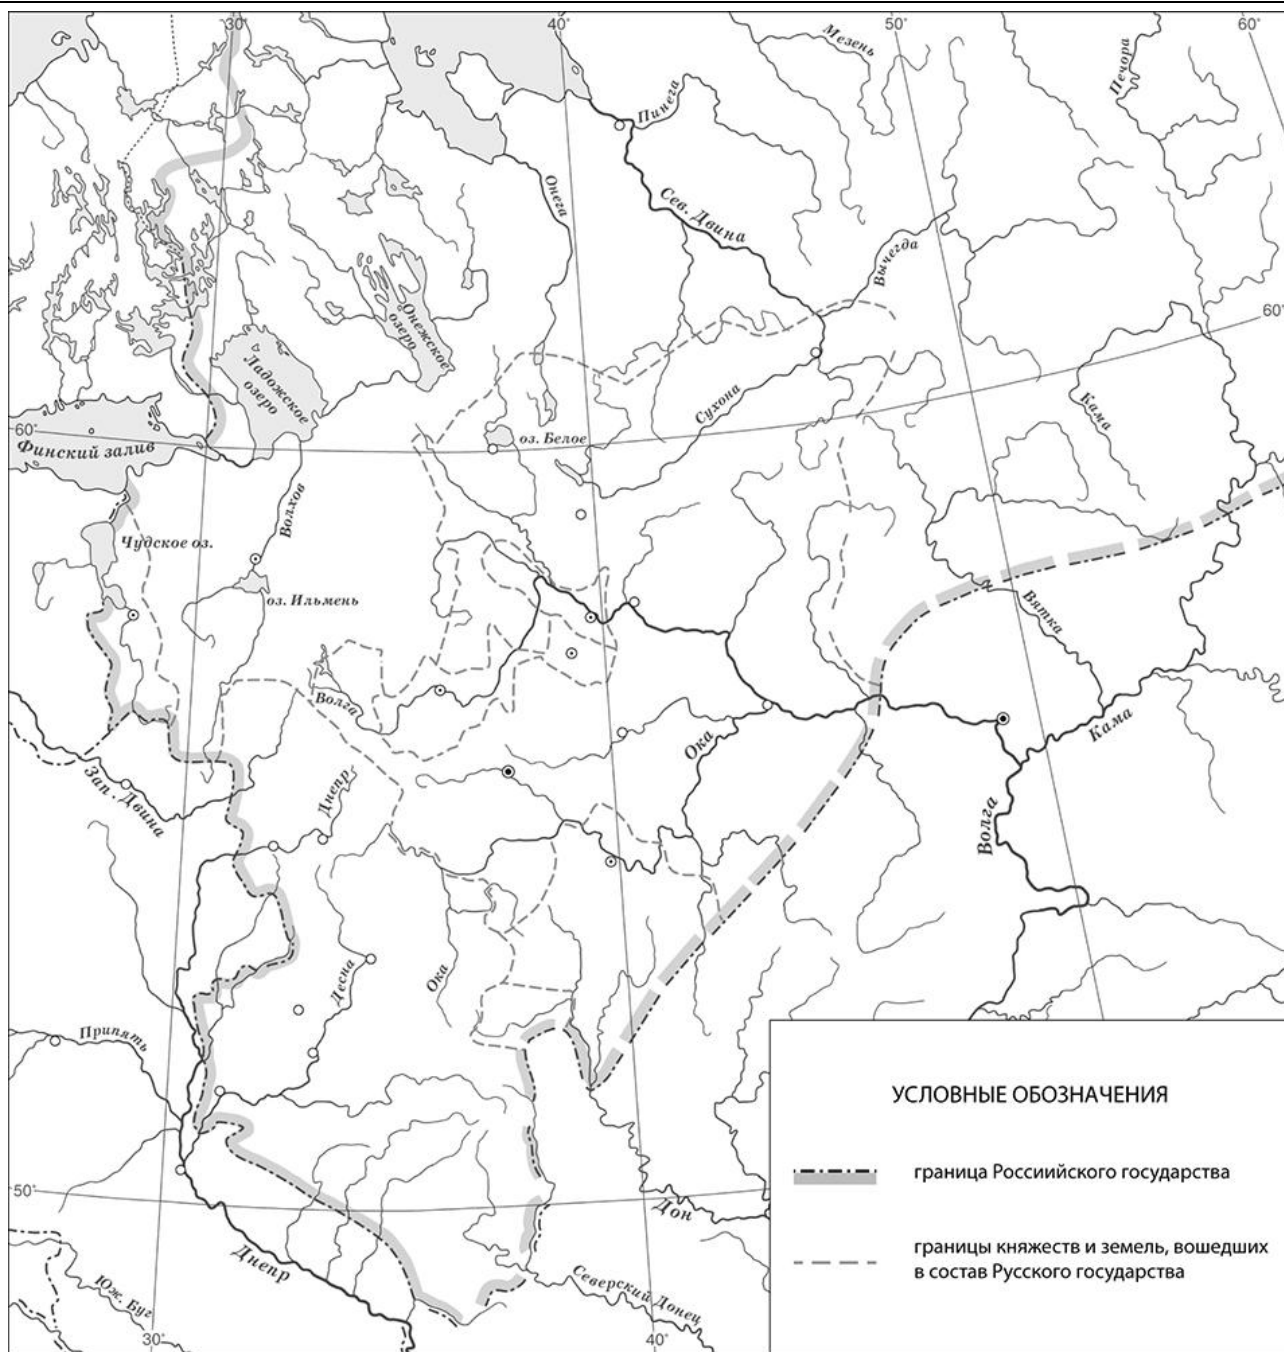 30°
40°
50°
60°
Мезень
Печора
Пинега
Онега
Сев. Двина
Вычегда
Онежское
озеро
Ладожское
озеро
60°
Сухона
Кама
60°
Финский залив
оз. Белое
Волхов
Чудское оз.
оз. Ильмень
Вятка
Волга
Ока
Кама
Зап. Двина
Днепр
Волга
Ока
Десна
Припять
50°
Дон
Днепр
Северский Донец
Юж. Буг
30°
40°
УСЛОВНЫЕ ОБОЗНАЧЕНИЯ
граница Россиийского государства
границы княжеств и земель, вошедших
в состав Русского государства